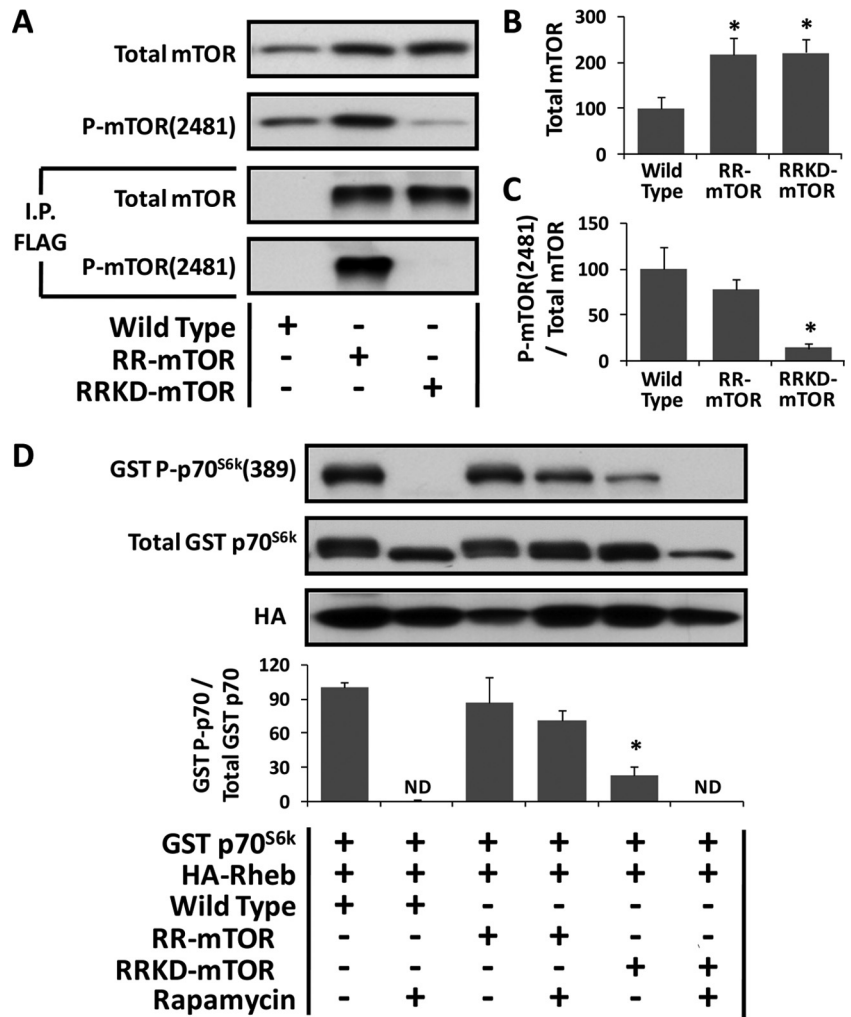 A
Total mTOR
P-mTOR(2481)
I.P.
FLAG
Total mTOR
P-mTOR(2481)
Wild Type + - -
RR-mTOR - + -
RRKD-mTOR - - +
B
Total mTOR
300
200
100
0
* *
Wild Type
RR-mTOR
RRKD-mTOR
C
P-mTOR(2481)
/ Total mTOR
150
100
50
0
*
Wild Type
RR-mTOR
RRKD-mTOR
D
GST P-p70S6k(389)
Total GST p70S6k
HA
GST P-p70 /
Total GST p70
120
90
60
30
0
ND * ND
GST p70S6k + + + + + +
HA-Rheb + + + + + +
Wild Type + + - - - -
RR-mTOR - - + + - -
RRKD-mTOR - - - - + +
Rapamycin - + - + - +